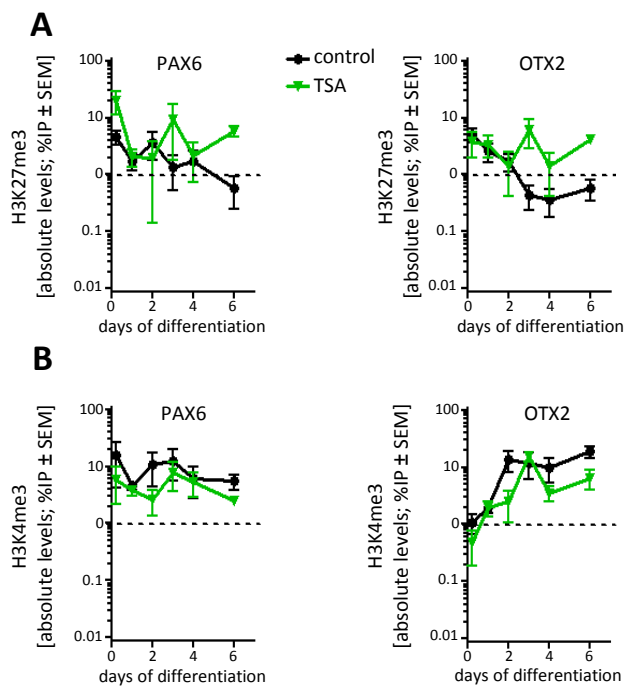 A
PAX6
control
TSA
OTX2
H3K27me3
[absolute levels; %IP ± SEM]
100
10
0
0.1
0.01
0 2 4 6
days of differentiation
H3K27me3
[absolute levels; %IP ± SEM]
100
10
0
0.1
0.01
0 2 4 6
days of differentiation
B
PAX6
OTX2
H3K4me3
[absolute levels; %IP ± SEM]
100
10
0
0.1
0.01
0 2 4 6
days of differentiation
H3K4me3
[absolute levels; %IP ± SEM]
100
10
0
0.1
0.01
0 2 4 6
days of differentiation